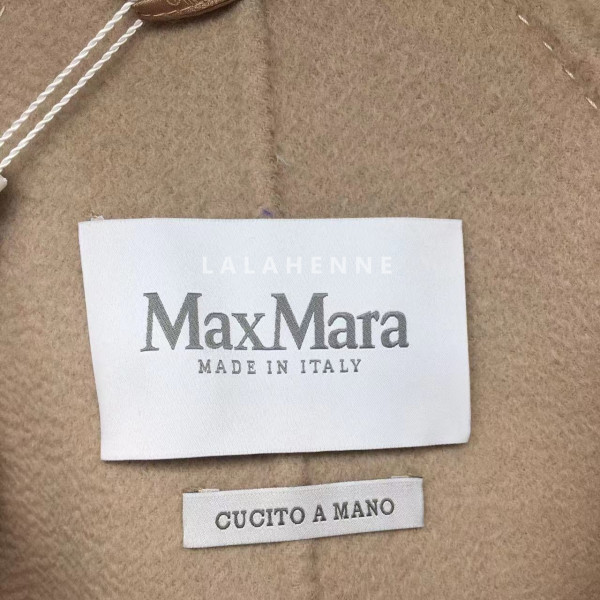 LALAHENNE
MaxMara
MADE IN ITALY
CUCITO A MANO